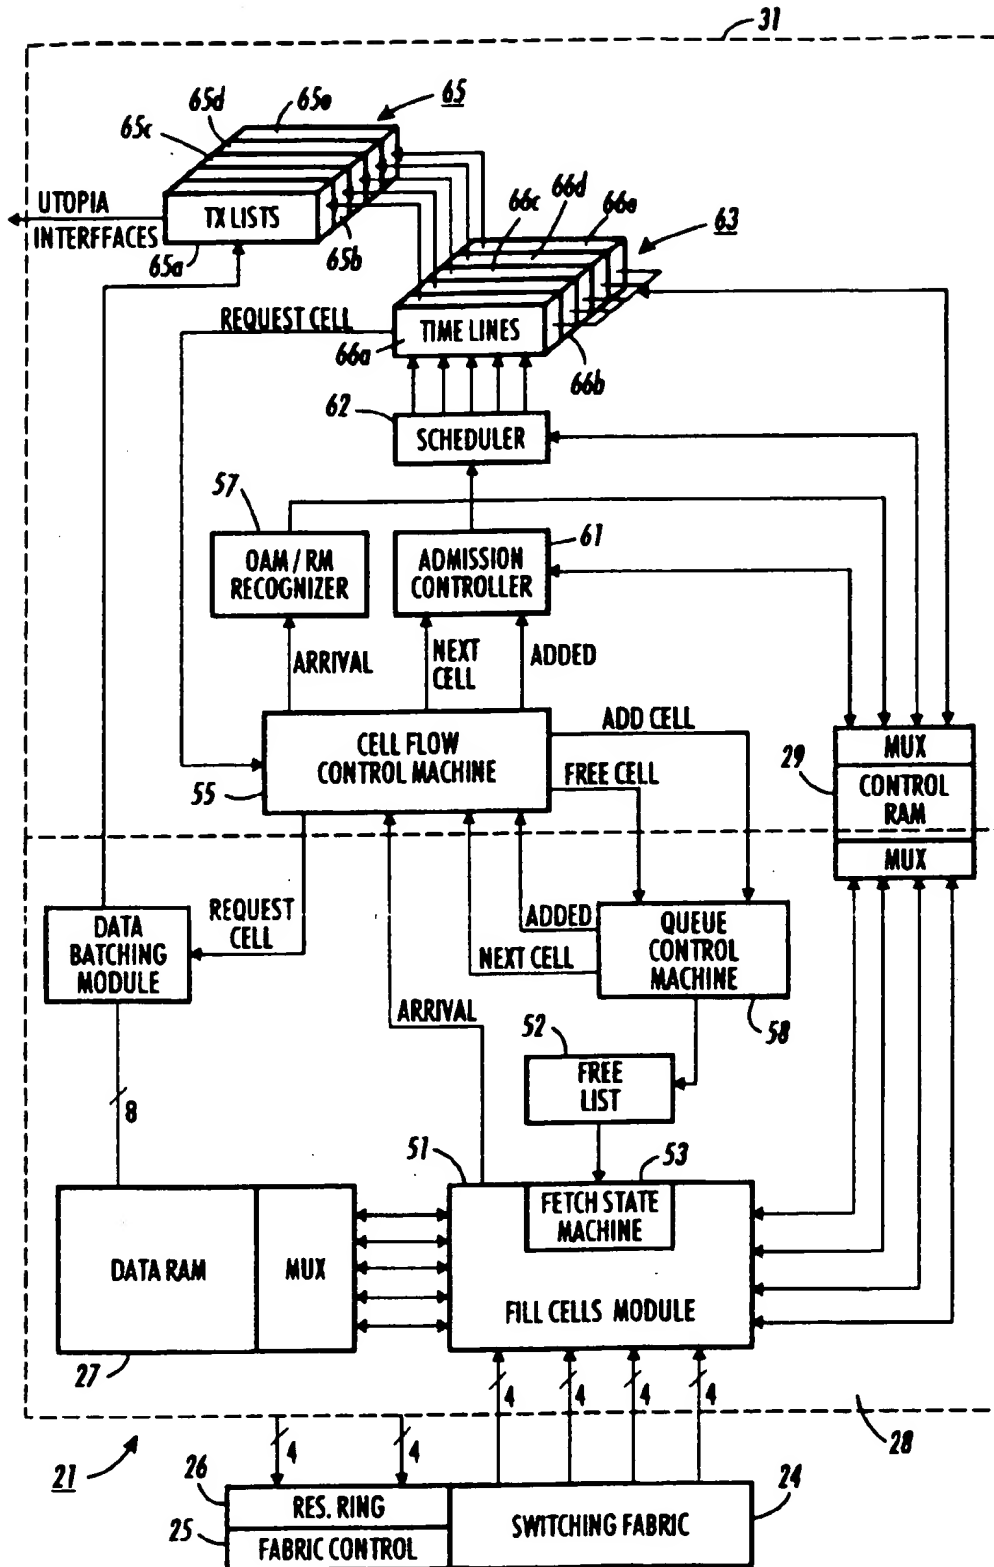 31
65
65e
65d
65c
UTOPIA
INTERFFACES
TX LISTS
65a
65b
63
66e
66d
66c
REQUEST CELL
TIME LINES
66a
66b
62
SCHEDULER
57
61
OAM / RM
RECOGNIZER
ADMISSION
CONTROLLER
ARRIVAL
NEXT
CELL
ADDED
ADD CELL
CELL FLOW
CONTROL MACHINE
FREE CELL
55
29
MUX
CONTROL
RAM
MUX
DATA
BATCHING
MODULE
REQUEST
CELL
ADDED
NEXT CELL
QUEUE
CONTROL
MACHINE
58
ARRIVAL
52
FREE
LIST
8
51
53
FETCH STATE
MACHINE
DATA RAM
MUX
FILL CELLS MODULE
27
4
4
4
4
28
21
4
4
26
RES. RING
24
25
FABRIC CONTROL
SWITCHING FABRIC